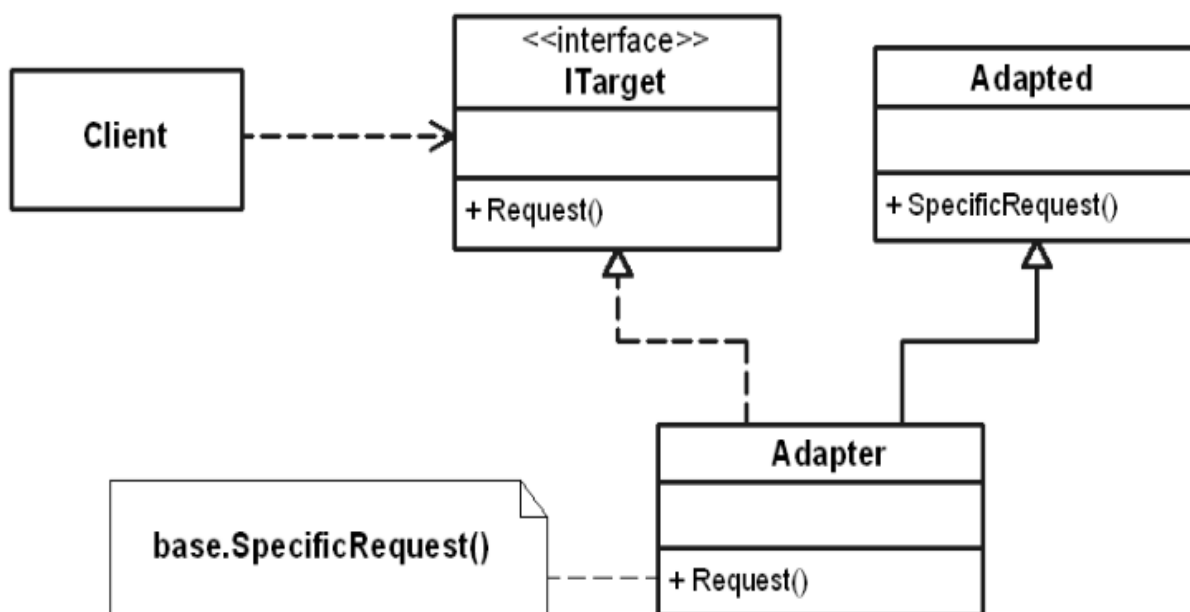 Client
<<interface>>
ITarget
+ Request()
Adapted
+ SpecificRequest()
Adapter
+ Request()
base.SpecificRequest()